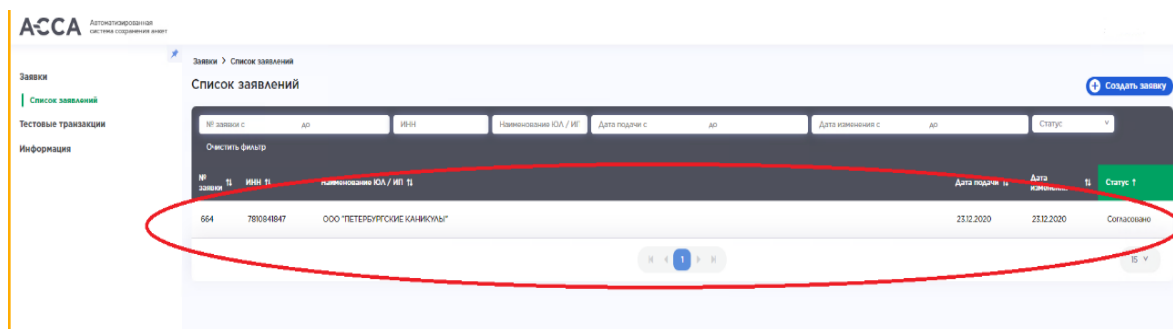 АССА Автоматизированная
система сохранения анкет
Заявки > Список заявлений
Заявки
Список заявлений
Список заявлений
Создать заявку
Тестовые транзакции
Информация
№ заявки с до ИНН Наименование ЮЛ / ИП Дата подачи с до Дата изменения с до Статус
Очистить фильтр
№
заявки ИНН Наименование ЮЛ / ИП Дата подачи Дата
изменения Статус
664 7810841847 ООО "ПЕТЕРБУРГСКИЕ КАНИКУЛЫ" 23.12.2020 23.12.2020 Согласовано
1 15